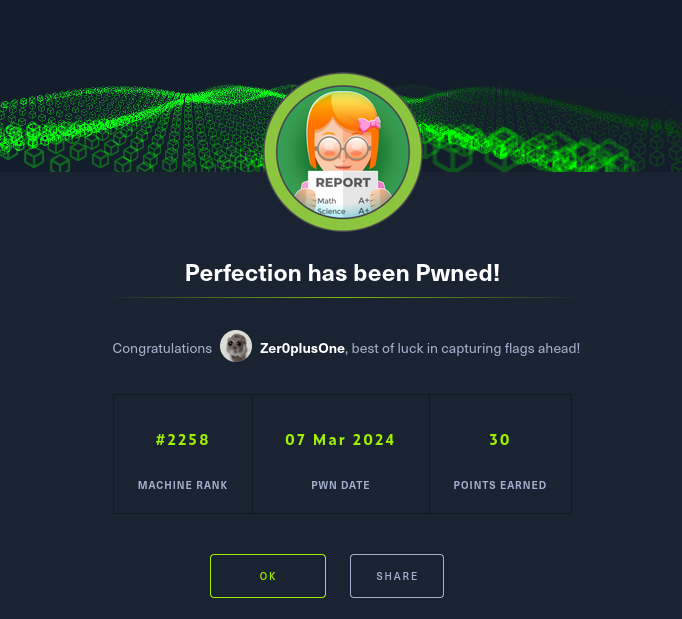 REPORT
Math A+
Science A+
Perfection has been Pwned!
Congratulations Zer0plusOne, best of luck in capturing flags ahead!
#2258 07 Mar 2024 30
MACHINE RANK PWN DATE POINTS EARNED
OK SHARE